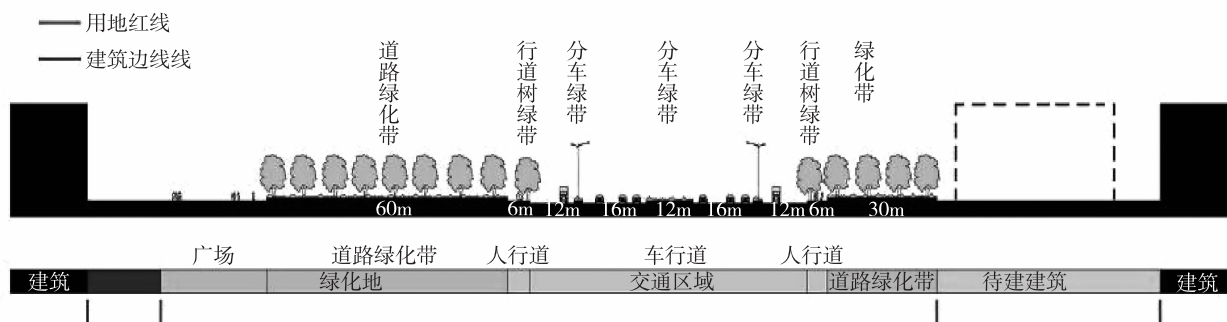 用地红线
建筑边线线
道路绿化带
行道树绿带
分车绿带
分车绿带
分车绿带
行道树绿带
绿化带
60m 6m 12m 16m 12m 16m 12m 6m 30m
广场 道路绿化带 人行道 车行道 人行道
建筑 绿化地 交通区域 道路绿化带 待建建筑 建筑